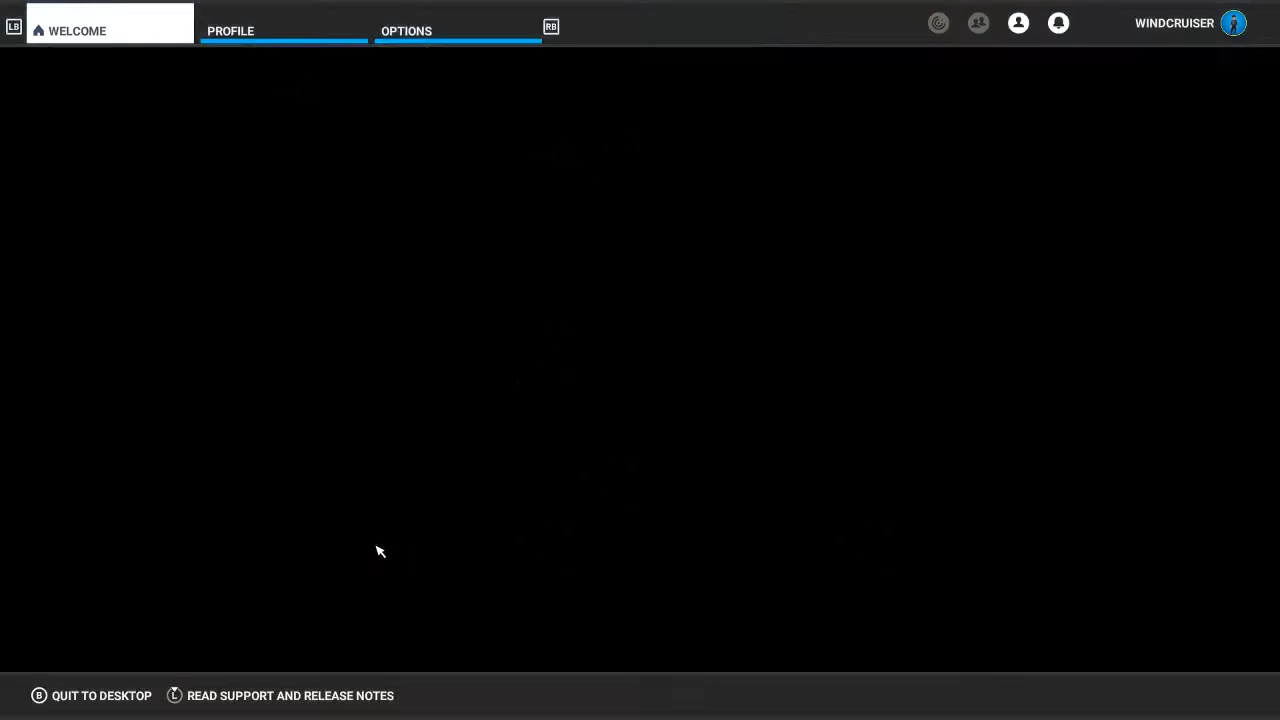 LB WELCOME PROFILE OPTIONS RB WINDCRUISER
B QUIT TO DESKTOP L READ SUPPORT AND RELEASE NOTES